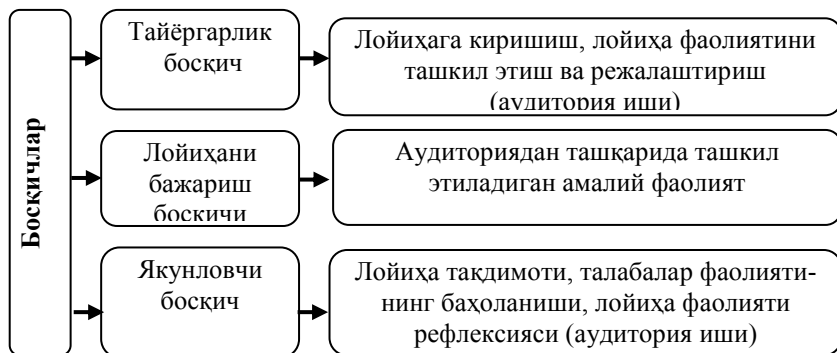 Босқичлар
Тайёргарлик
босқич
Лойиҳага киришиш, лойиҳа фаолиятини
ташкил этиш ва режалаштириш
(аудитория иши)
Лойиҳани
бажариш
босқичи
Аудиториядан ташқарида ташкил
этиладиган амалий фаолият
Якунловчи
босқич
Лойиҳа тақдимоти, талабалар фаолияти-
нинг баҳоланиши, лойиҳа фаолияти
рефлексияси (аудитория иши)